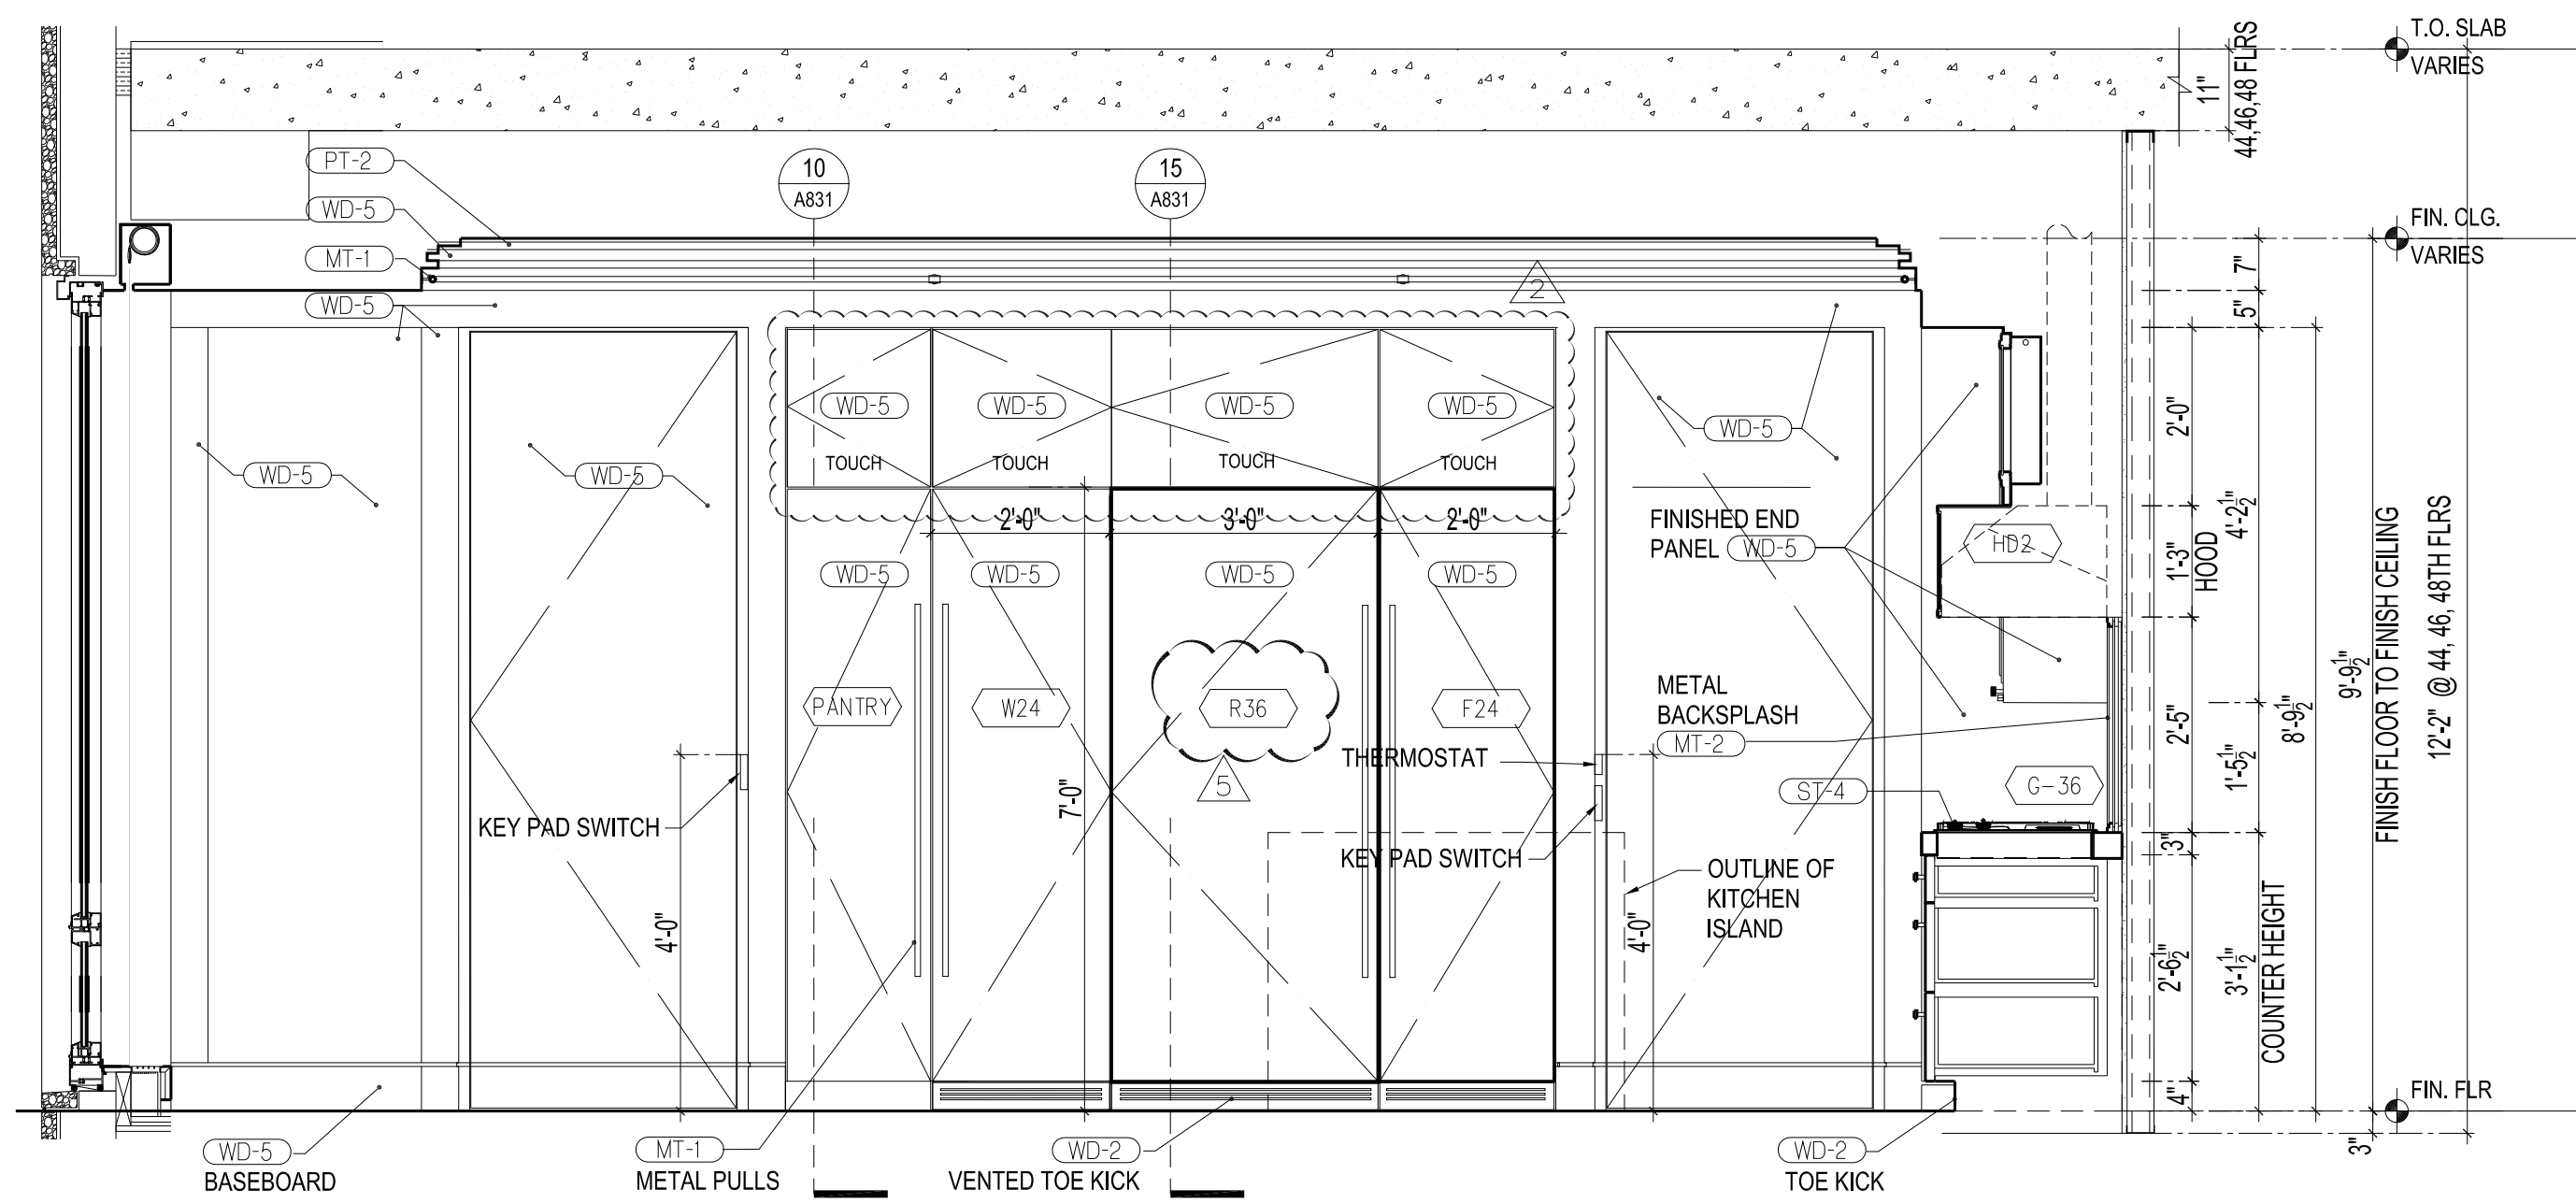 T.O. SLAB
VARIES
11"
44,46,48 FLRS
PT-2
10
A831
15
A831
WD-5
FIN. CLG.
VARIES
MT-1
7"
2
WD-5
5"
WD-5
WD-5
WD-5
WD-5
WD-5
2'-0"
TOUCH
TOUCH
TOUCH
TOUCH
WD-5
WD-5
4'-2½"
2'-0"
3'-0"
2'-0"
FINISHED END
PANEL
WD-5
HD2
1'-3"
HOOD
WD-5
WD-5
WD-5
WD-5
12'-2" @ 44, 46, 48TH FLRS
9'-9½"
FINISH FLOOR TO FINISH CEILING
8'-9½"
PANTRY
W24
R36
F24
METAL
BACKSPLASH
MT-2
2'-5"
1'-5½"
THERMOSTAT
5
ST-4
G-36
7'-0"
KEY PAD SWITCH
KEY PAD SWITCH
3"
OUTLINE OF
KITCHEN
ISLAND
4'-0"
4'-0"
2'-6½"
3'-1½"
COUNTER HEIGHT
4"
FIN. FLR
3"
WD-5
BASEBOARD
MT-1
METAL PULLS
WD-2
VENTED TOE KICK
WD-2
TOE KICK